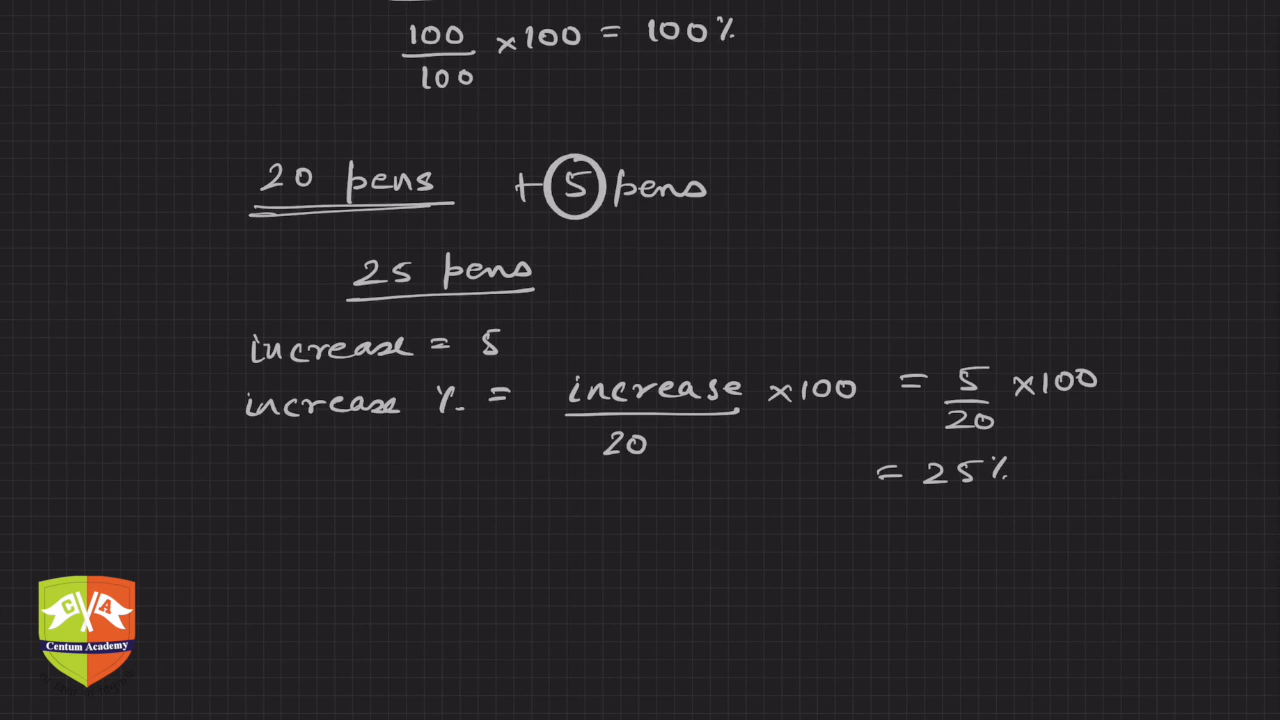 100/100 ×100 = 100%
20 pens +5 pens
25 pens
increase = 5
increase % = increase/20 ×100 = 5/20 ×100
= 25%
C A
Centum Academy